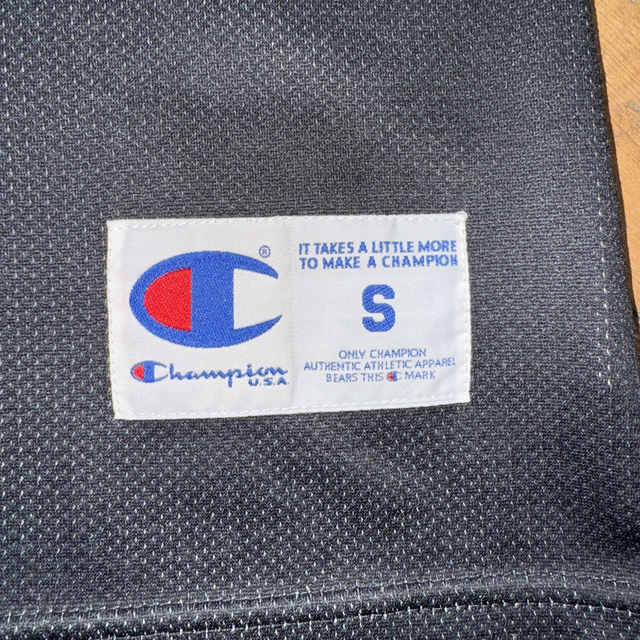 ®
Champion
U.S.A.
IT TAKES A LITTLE MORE
TO MAKE A CHAMPION
S
ONLY CHAMPION
AUTHENTIC ATHLETIC APPAREL
BEARS THIS C MARK